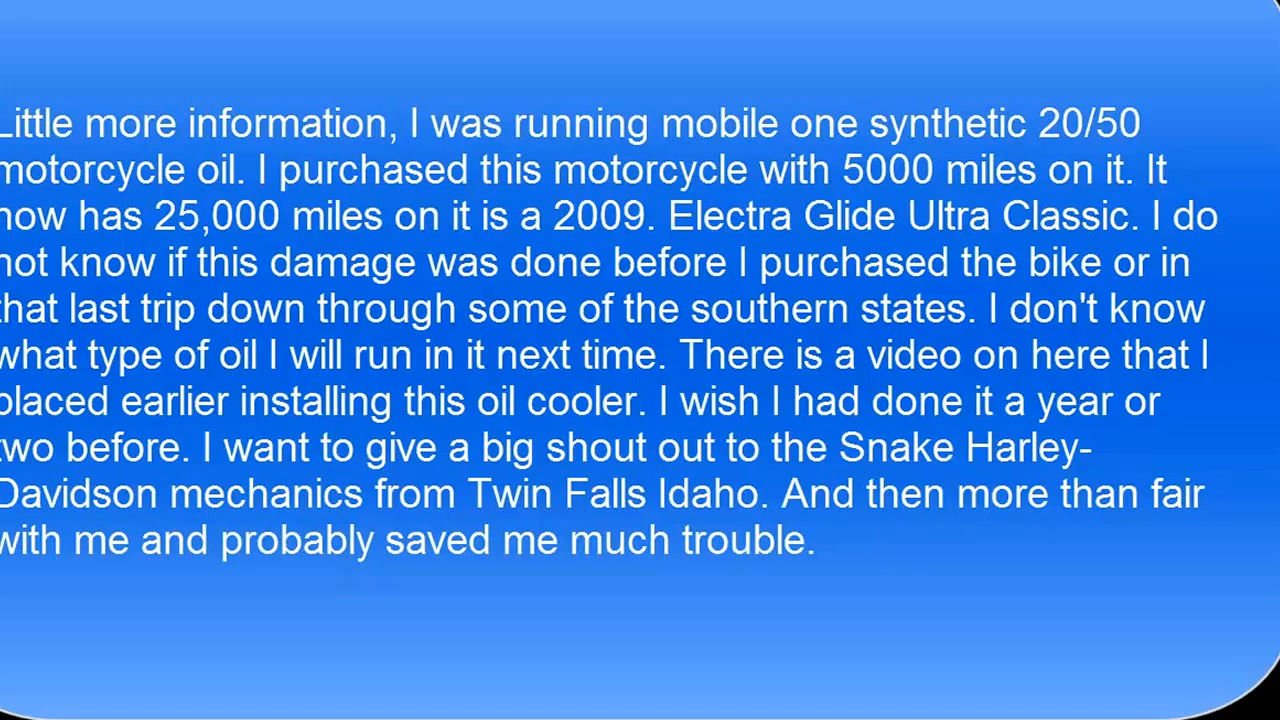 Little more information, I was running mobile one synthetic 20/50
motorcycle oil. I purchased this motorcycle with 5000 miles on it. It
now has 25,000 miles on it is a 2009. Electra Glide Ultra Classic. I do
not know if this damage was done before I purchased the bike or in
that last trip down through some of the southern states. I don't know
what type of oil I will run in it next time. There is a video on here that I
placed earlier installing this oil cooler. I wish I had done it a year or
two before. I want to give a big shout out to the Snake Harley-
Davidson mechanics from Twin Falls Idaho. And then more than fair
with me and probably saved me much trouble.